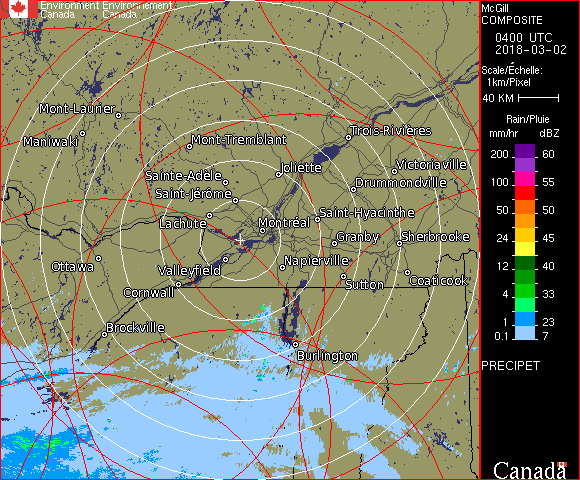 Environment Environnement
Canada Canada
McGill
COMPOSITE
0400 UTC
2018-03-02
Scale/Échelle:
1km/Pixel
40 KM
Rain/Pluie
mm/hr dBZ
200 60
155
100 55
50 50
24 45
12 40
4 33
1 23
0.1 7
PRECIPET
Canada
Mont-Laurier
Maniwaki
Mont-Tremblant
Trois-Rivières
Joliette
Victoriaville
Sainte-Adèle
Drummondville
Saint-Jérôme
Lachute
Saint-Hyacinthe
Montréal
Granby
Sherbrooke
Ottawa
Valleyfield
Napierville
Sutton
Coaticook
Cornwall
Brockville
Burlington